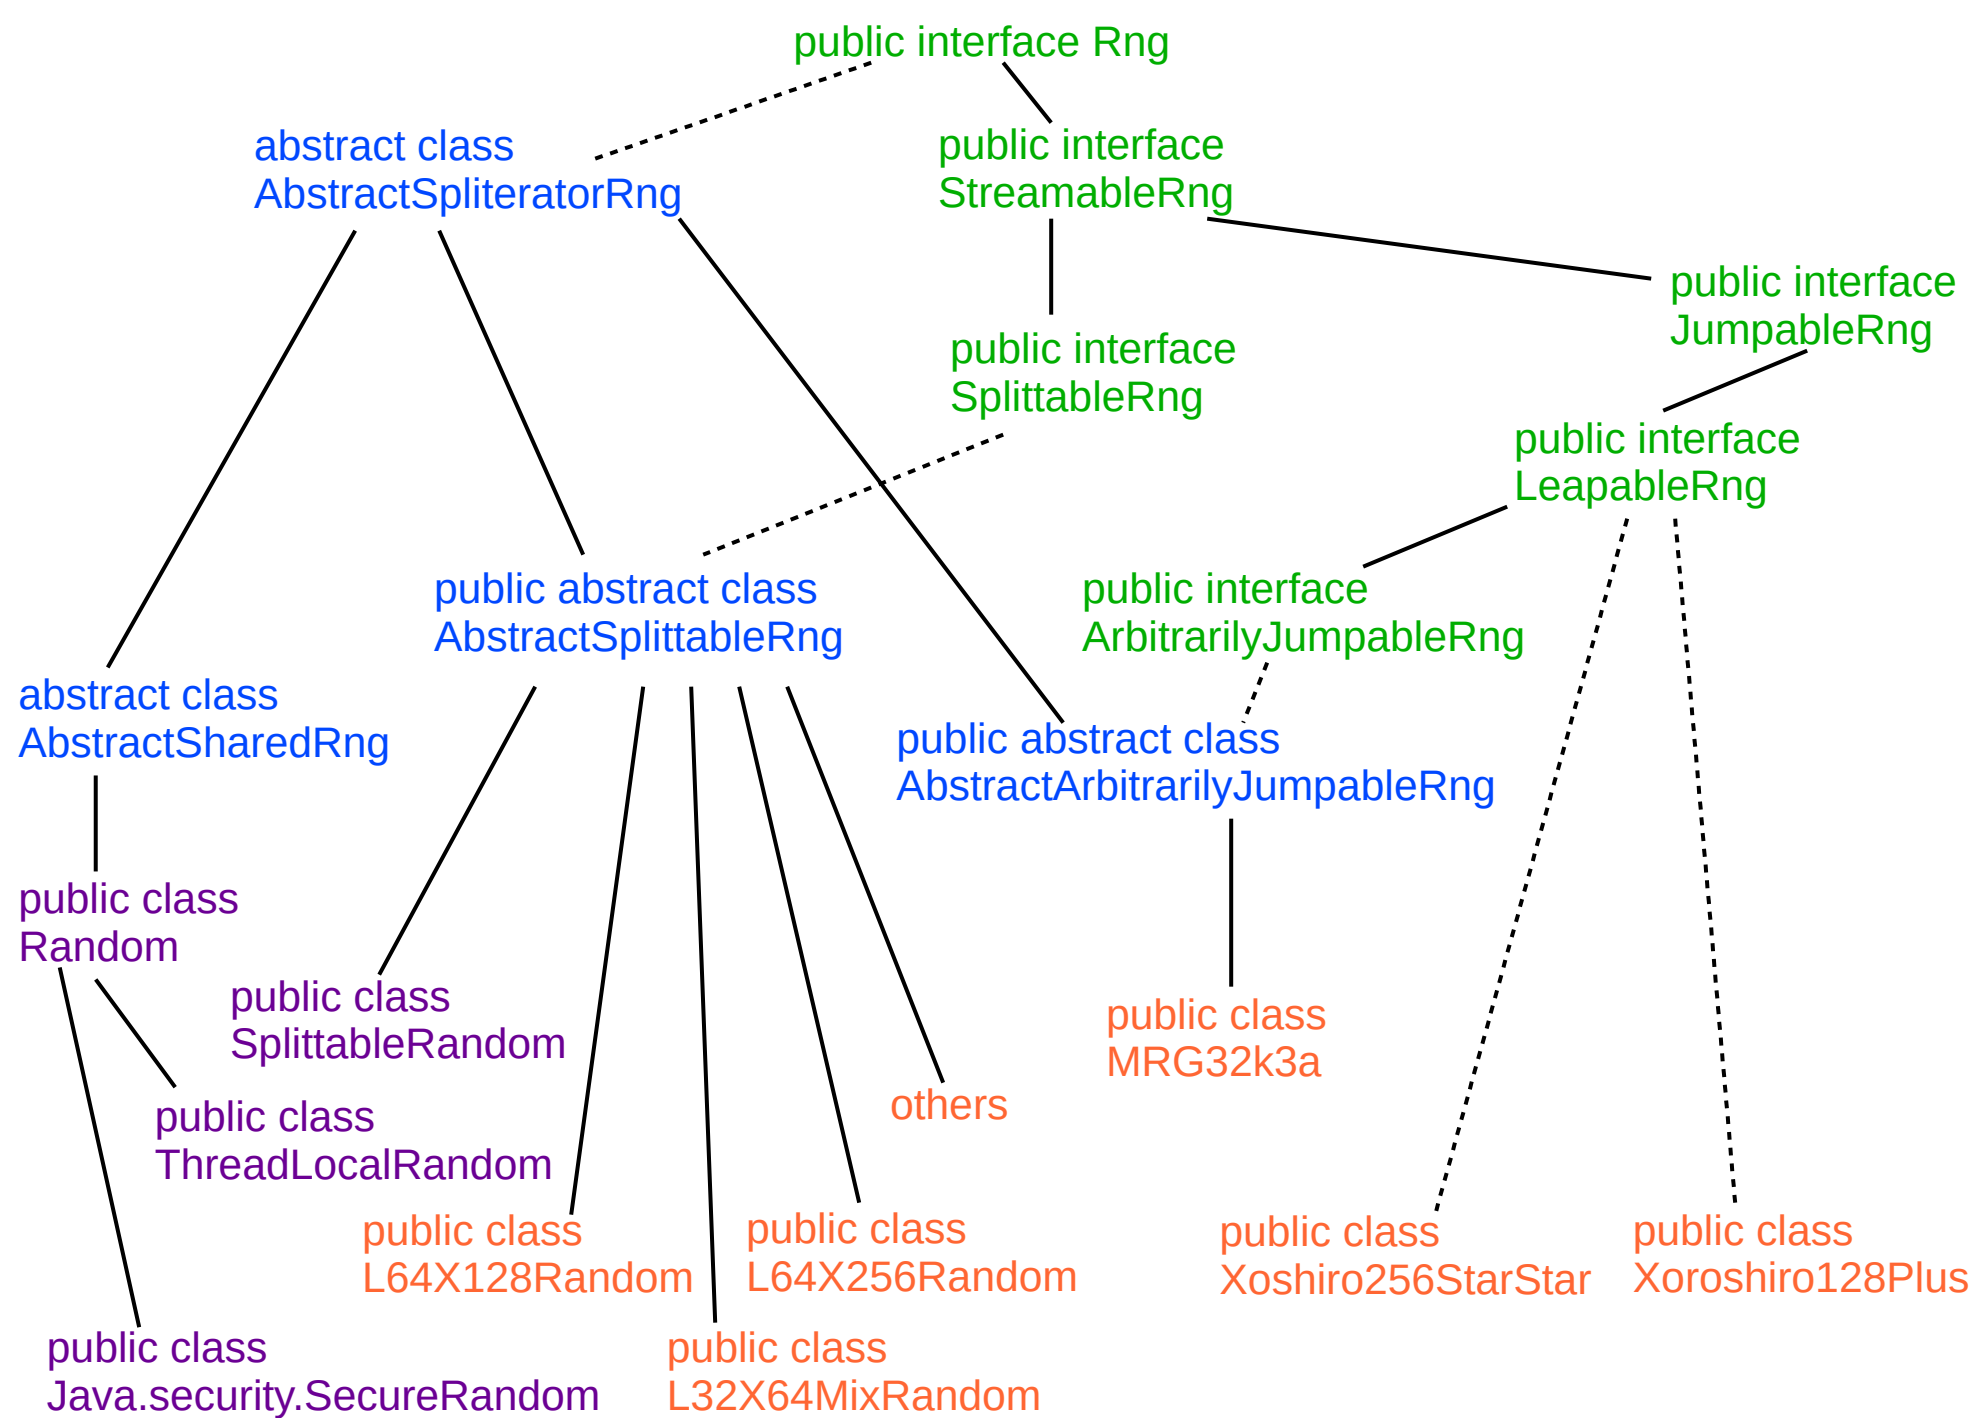 public interface Rng
abstract class
AbstractSpliteratorRng
public interface
StreamableRng
public interface
JumpableRng
public interface
SplittableRng
public interface
LeapableRng
public abstract class
AbstractSplittableRng
public interface
ArbitrarilyJumpableRng
abstract class
AbstractSharedRng
public abstract class
AbstractArbitrarilyJumpableRng
public class
Random
public class
SplittableRandom
public class
MRG32k3a
others
public class
ThreadLocalRandom
public class
L64X128Random
public class
L64X256Random
public class
Xoshiro256StarStar
public class
Xoroshiro128Plus
public class
Java.security.SecureRandom
public class
L32X64MixRandom